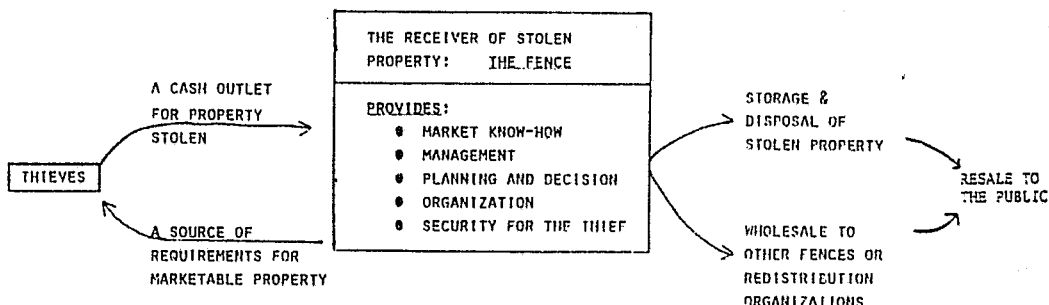 THE RECEIVER OF STOLEN
PROPERTY: THE FENCE
PROVIDES:
● MARKET KNOW-HOW
● MANAGEMENT
● PLANNING AND DECISION
● ORGANIZATION
● SECURITY FOR THE THIEF
THIEVES
A CASH OUTLET
FOR PROPERTY
STOLEN
A SOURCE OF
REQUIREMENTS FOR
MARKETABLE PROPERTY
STORAGE &
DISPOSAL OF
STOLEN PROPERTY
WHOLESALE TO
OTHER FENCES OR
REDISTRIBUTION
ORGANIZATIONS
RESALE TO
THE PUBLIC